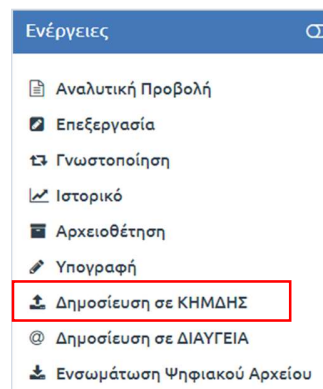 Ενέργειες
Αναλυτική Προβολή
Επεξεργασία
Γνωστοποίηση
Ιστορικό
Αρχειοθέτηση
Υπογραφή
Δημοσίευση σε ΚΗΜΔΗΣ
@ Δημοσίευση σε ΔΙΑΥΓΕΙΑ
Ενσωμάτωση Ψηφιακού Αρχείου